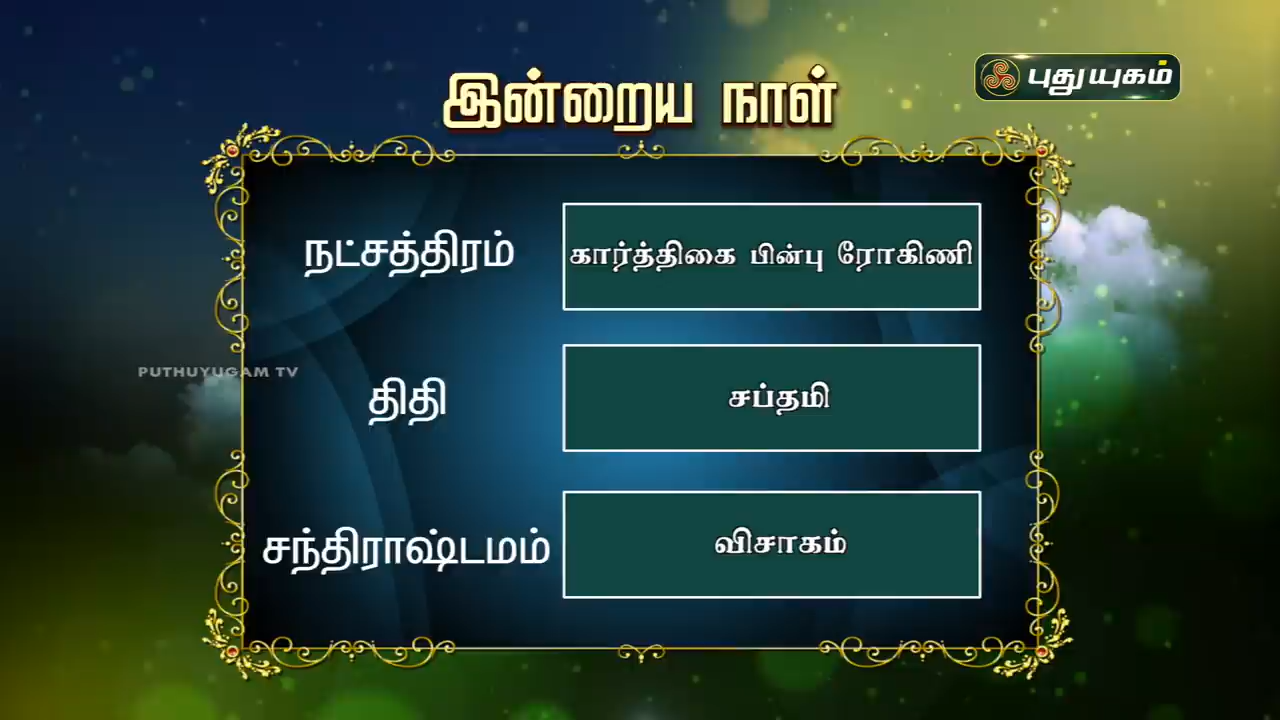 இன்றைய நாள்
புதுயுகம்
நட்சத்திரம்
கார்த்திகை பின்பு ரோகிணி
PUTHUYUGAM TV
திதி
சப்தமி
சந்திராஷ்டமம்
விசாகம்